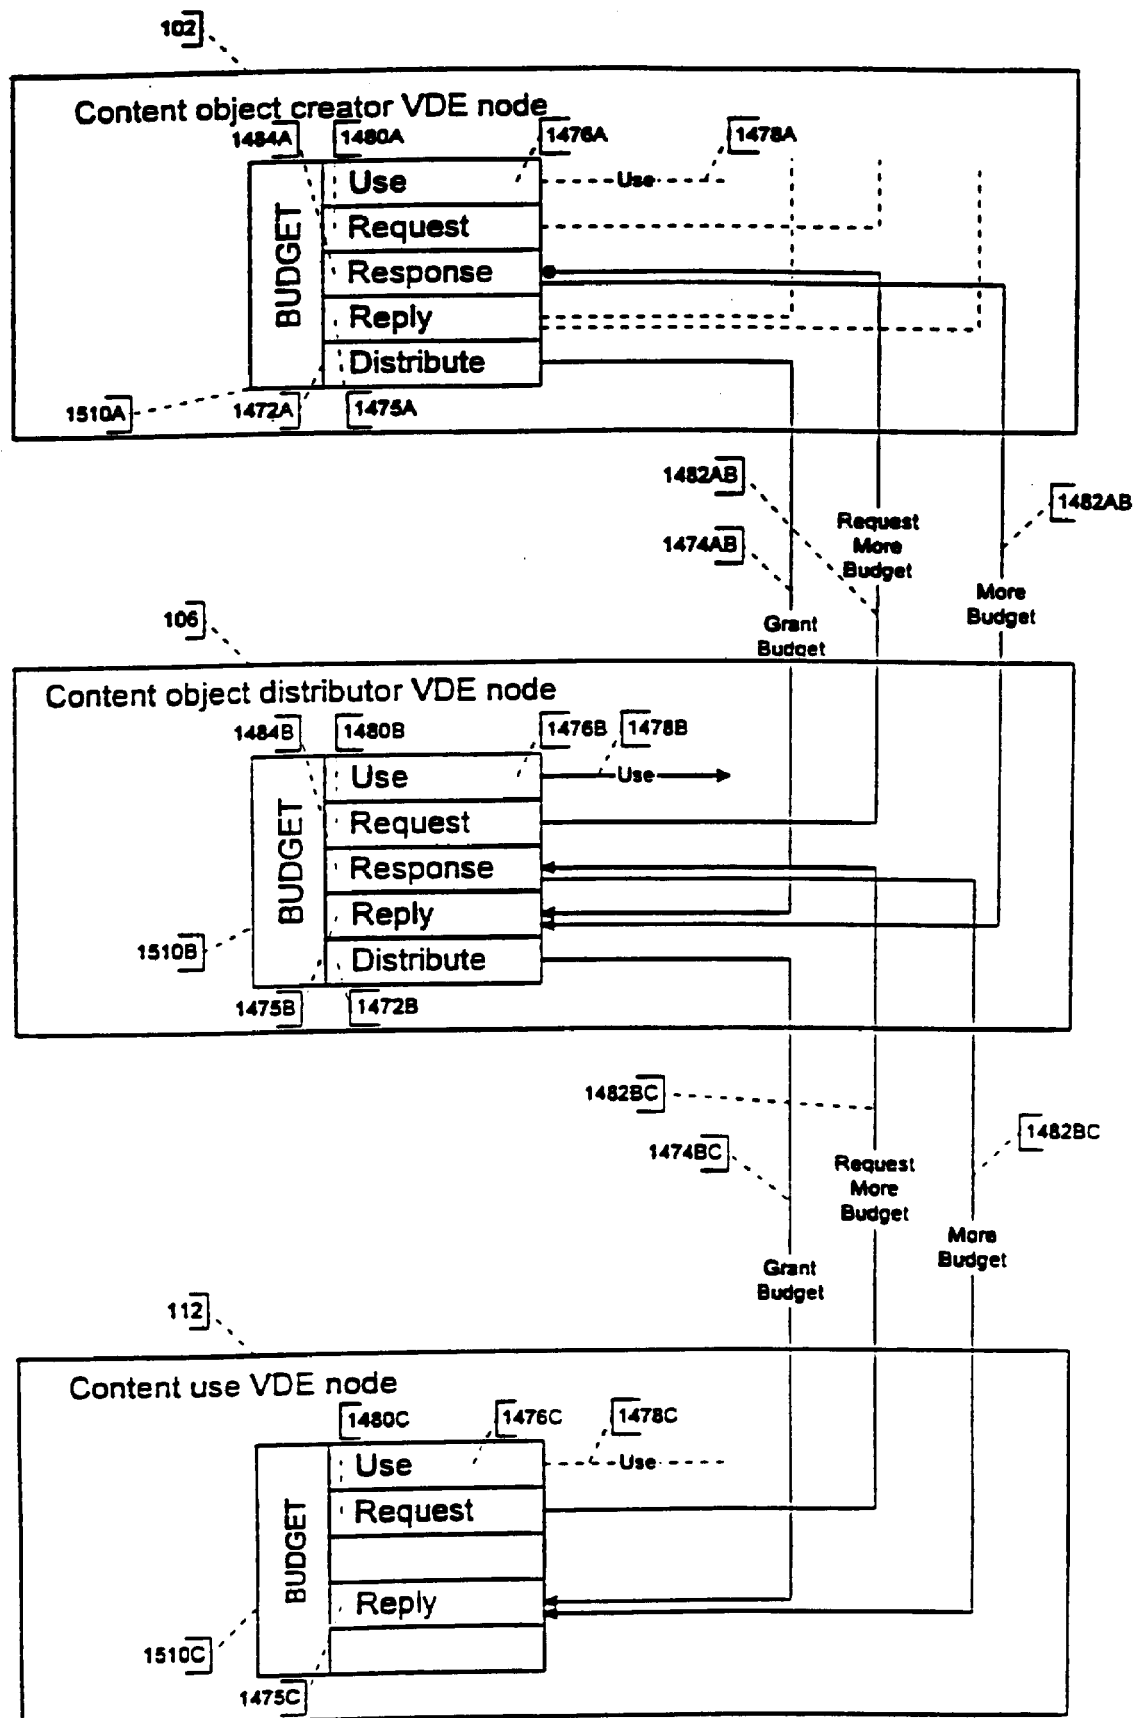 102
Content object creator VDE node
1484A 1480A 1476A 1478A
BUDGET
Use
Use
Request
Response
Reply
Distribute
1510A 1472A 1475A
1482AB
1482AB
1474AB
Request
More
Budget
More
Budget
Grant
Budget
106
Content object distributor VDE node
1484B 1480B 1476B 1478B
BUDGET
Use
Use
Request
Response
Reply
Distribute
1510B
1475B 1472B
1482BC
1482BC
1474BC
Request
More
Budget
More
Budget
Grant
Budget
112
Content use VDE node
1480C 1476C 1478C
BUDGET
Use
Use
Request
Reply
1510C
1475C